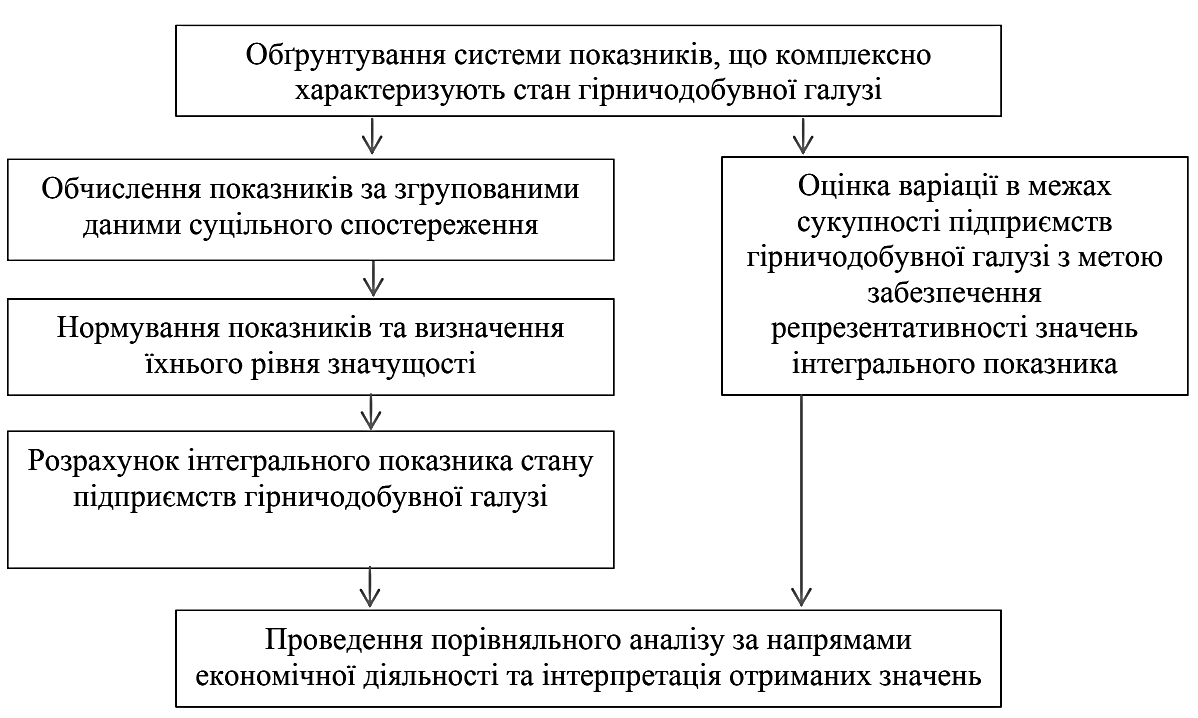 Обґрунтування системи показників, що комплексно
характеризують стан гірничодобувної галузі
Обчислення показників за згрупованими
даними суцільного спостереження
Нормування показників та визначення
їхнього рівня значущості
Розрахунок інтегрального показника стану
підприємств гірничодобувної галузі
Оцінка варіації в межах
сукупності підприємств
гірничодобувної галузі з метою
забезпечення
репрезентативності значень
інтегрального показника
Проведення порівняльного аналізу за напрямами
економічної діяльності та інтерпретація отриманих значень